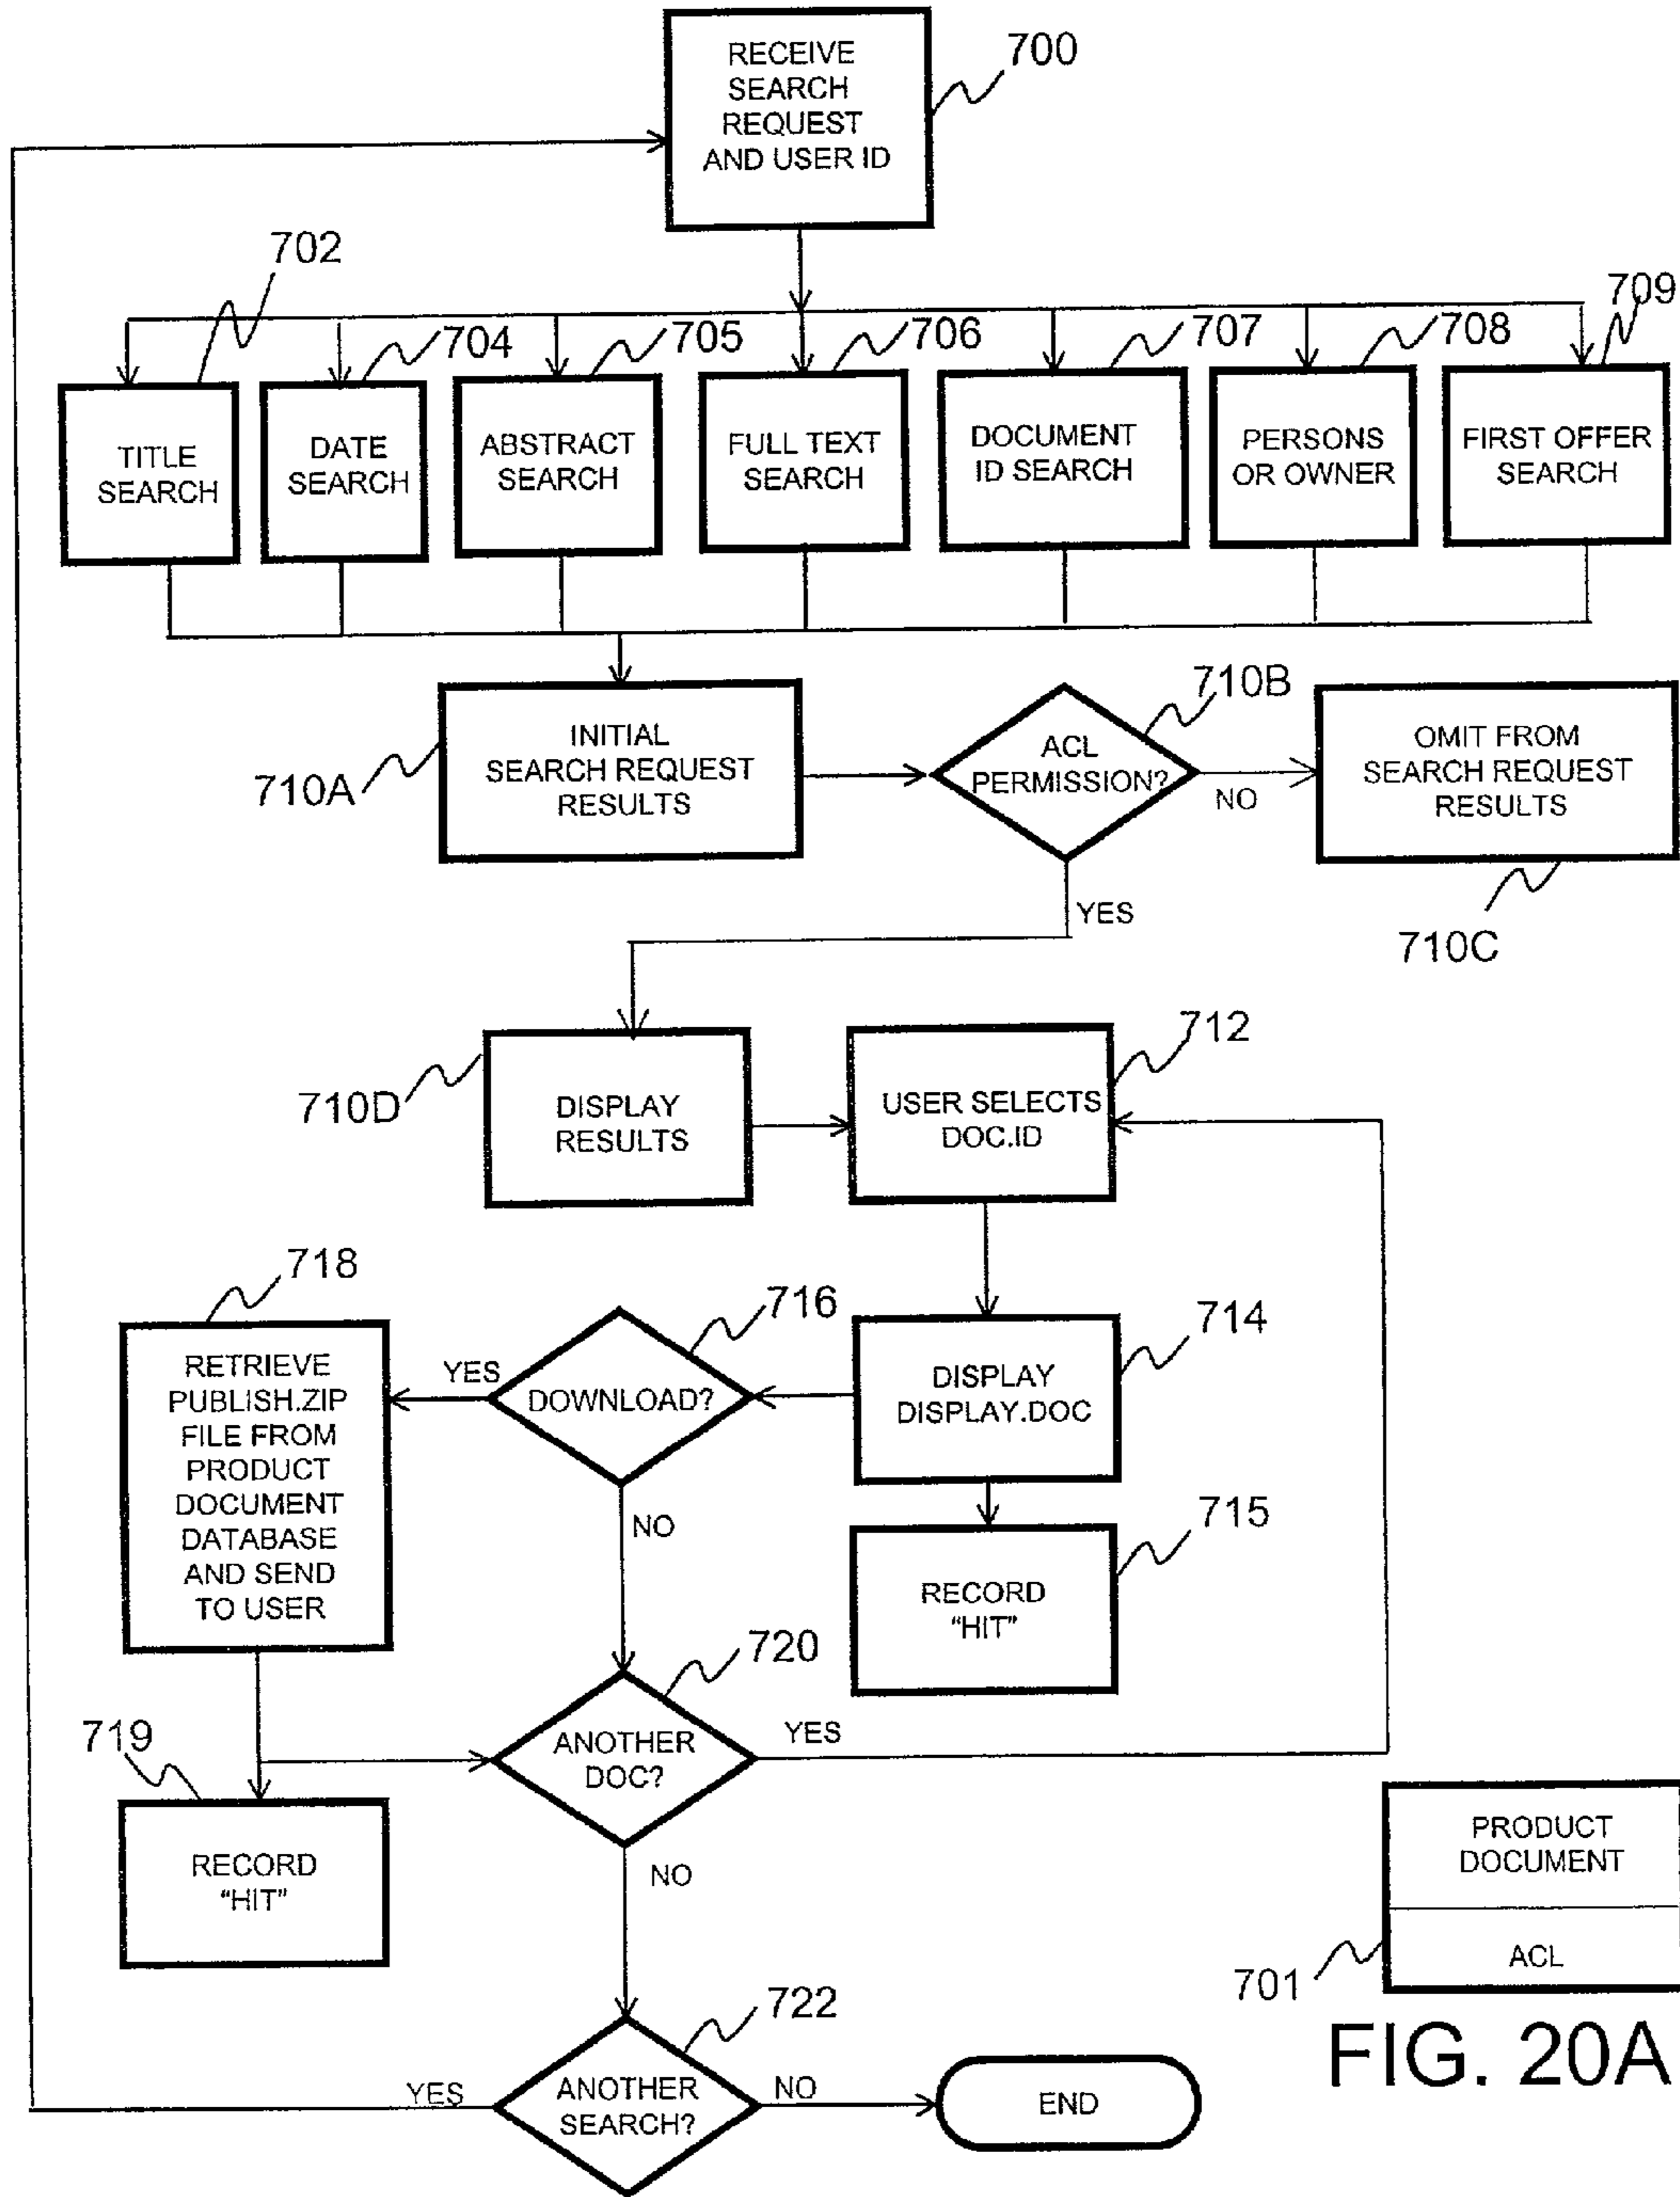 RECEIVE
SEARCH
REQUEST
AND USER ID
700
702
704
705
706
707
708
709
TITLE
SEARCH
DATE
SEARCH
ABSTRACT
SEARCH
FULL TEXT
SEARCH
DOCUMENT
ID SEARCH
PERSONS
OR OWNER
FIRST OFFER
SEARCH
INITIAL
SEARCH REQUEST
RESULTS
710A
ACL
PERMISSION?
710B
NO
YES
OMIT FROM
SEARCH REQUEST
RESULTS
710C
DISPLAY
RESULTS
710D
USER SELECTS
DOC.ID
712
DISPLAY
DISPLAY.DOC
714
RECORD
"HIT"
715
DOWNLOAD?
716
YES
NO
RETRIEVE
PUBLISH.ZIP
FILE FROM
PRODUCT
DOCUMENT
DATABASE
AND SEND
TO USER
718
RECORD
"HIT"
719
ANOTHER
DOC?
720
YES
NO
ANOTHER
SEARCH?
722
YES
NO
END
PRODUCT
DOCUMENT
ACL
701
FIG. 20A